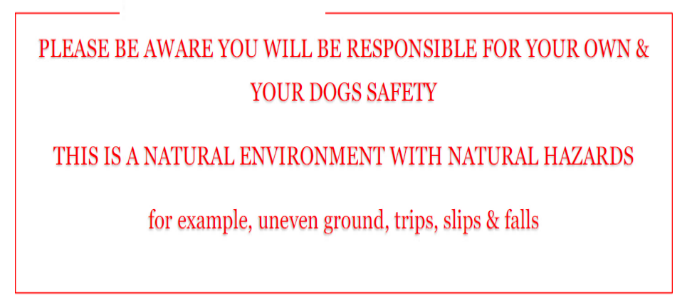 PLEASE BE AWARE YOU WILL BE RESPONSIBLE FOR YOUR OWN &
YOUR DOGS SAFETY
THIS IS A NATURAL ENVIRONMENT WITH NATURAL HAZARDS
for example, uneven ground, trips, slips & falls